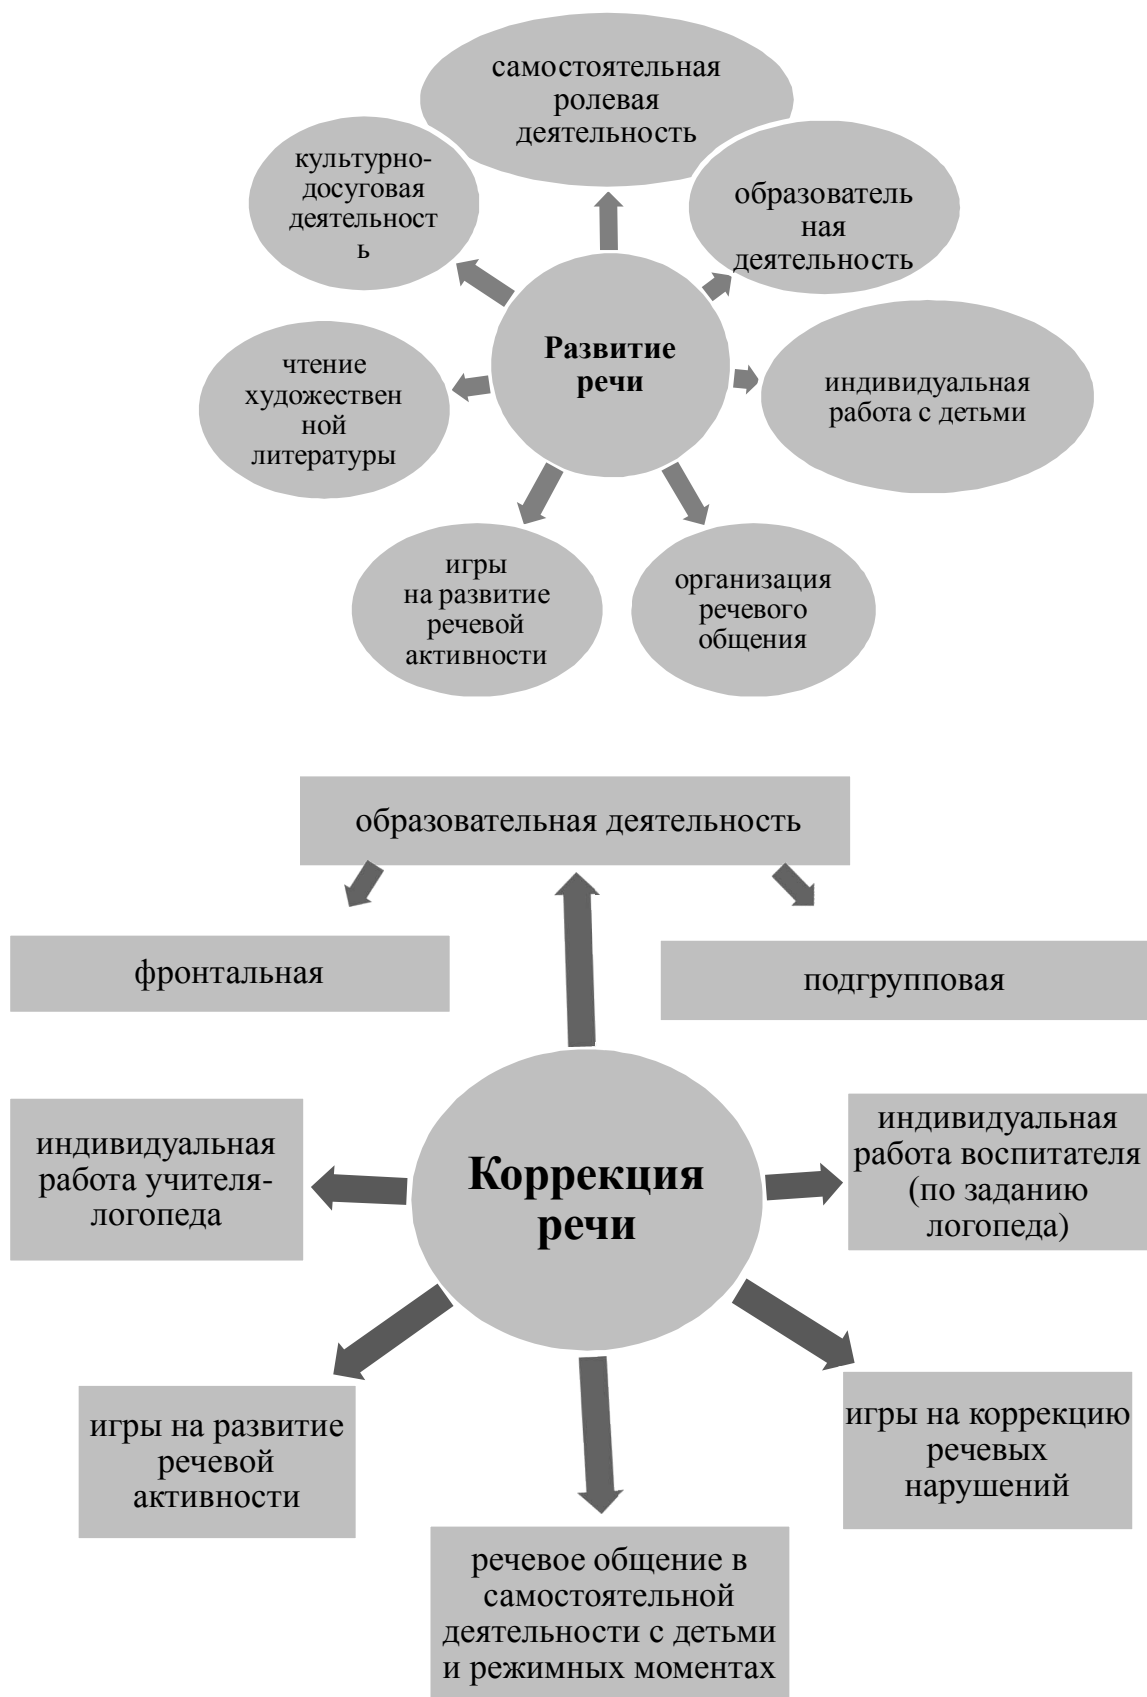 самостоятельная
ролевая
деятельность
культурно-
досуговая
деятельност
ь
образователь
ная
деятельность
Развитие
речи
чтение
художествен
ной
литературы
индивидуальная
работа с детьми
игры
на развитие
речевой
активности
организация
речевого
общения
образовательная деятельность
фронтальная
подгрупповая
индивидуальная
работа учителя-
логопеда
Коррекция
речи
индивидуальная
работа воспитателя
(по заданию
логопеда)
игры на развитие
речевой
активности
игры на коррекцию
речевых
нарушений
речевое общение в
самостоятельной
деятельности с детьми
и режимных моментах